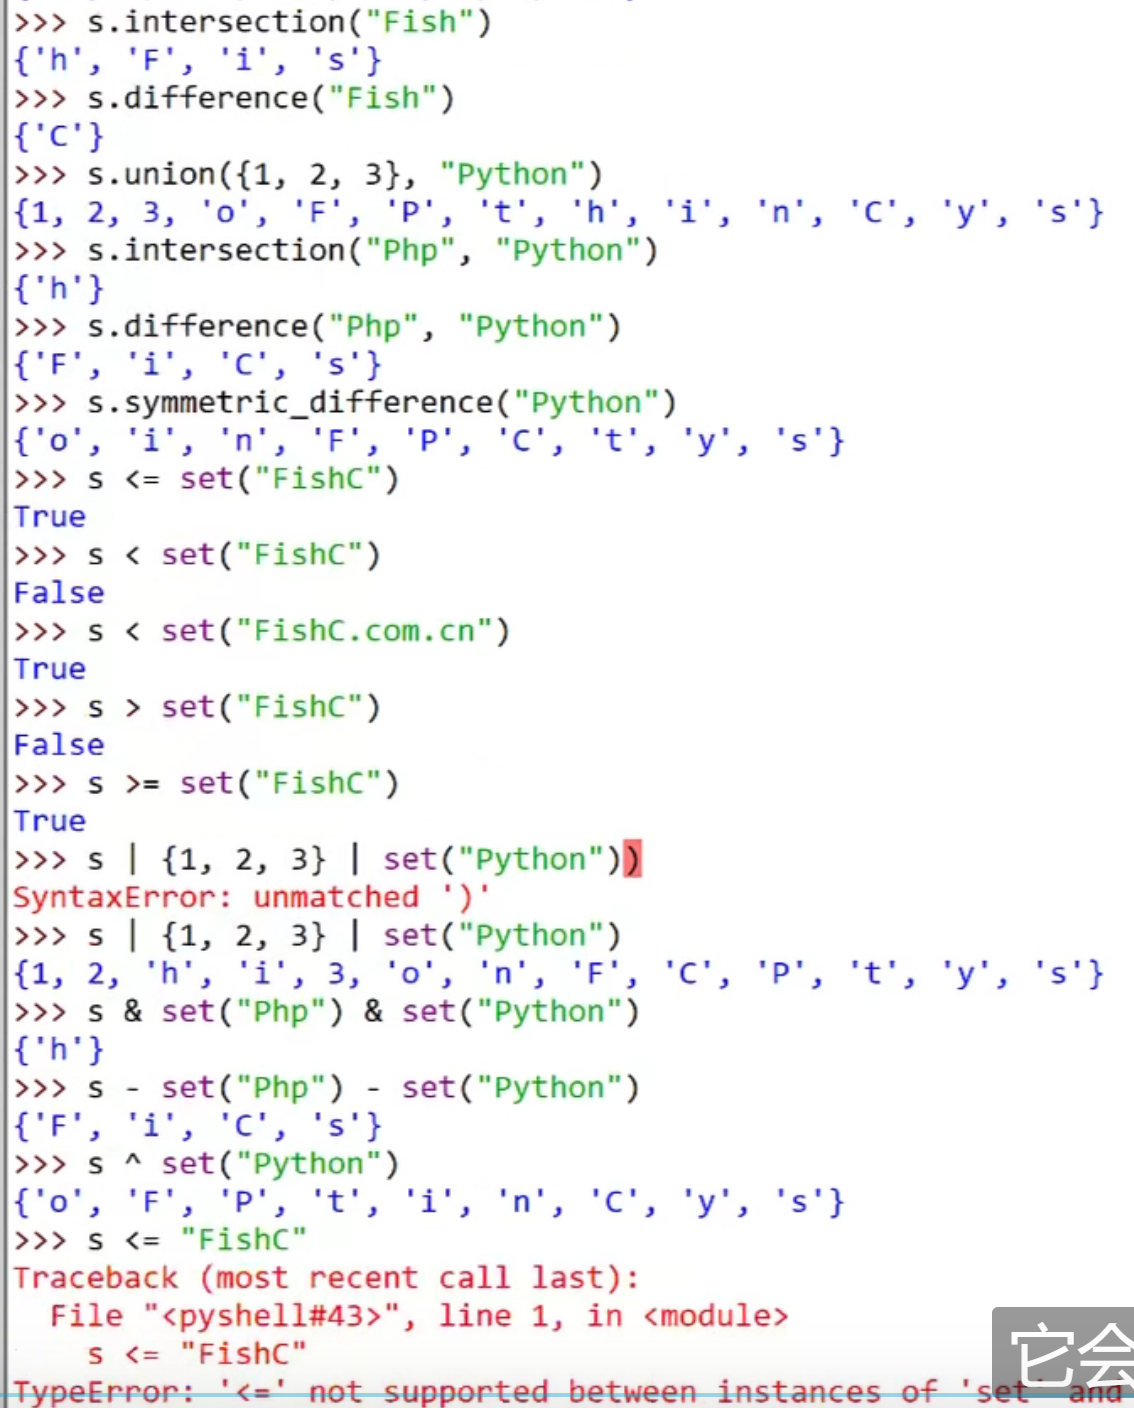 >>> s.intersection("Fish")
{'h', 'F', 'i', 's'}
>>> s.difference("Fish")
{'C'}
>>> s.union({1, 2, 3}, "Python")
{1, 2, 3, 'o', 'F', 'P', 't', 'h', 'i', 'n', 'C', 'y', 's'}
>>> s.intersection("Php", "Python")
{'h'}
>>> s.difference("Php", "Python")
{'F', 'i', 'C', 's'}
>>> s.symmetric_difference("Python")
{'o', 'i', 'n', 'F', 'P', 'C', 't', 'y', 's'}
>>> s <= set("FishC")
True
>>> s < set("FishC")
False
>>> s < set("FishC.com.cn")
True
>>> s > set("FishC")
False
>>> s >= set("FishC")
True
>>> s | {1, 2, 3} | set("Python"))
SyntaxError: unmatched ')'
>>> s | {1, 2, 3} | set("Python")
{1, 2, 'h', 'i', 3, 'o', 'n', 'F', 'C', 'P', 't', 'y', 's'}
>>> s & set("Php") & set("Python")
{'h'}
>>> s - set("Php") - set("Python")
{'F', 'i', 'C', 's'}
>>> s ^ set("Python")
{'o', 'F', 'P', 't', 'i', 'n', 'C', 'y', 's'}
>>> s <= "FishC"
Traceback (most recent call last):
  File "<pyshell#43>", line 1, in <module>
    s <= "FishC"
TypeError: '<=' not supported between instances of 'set' and
它会